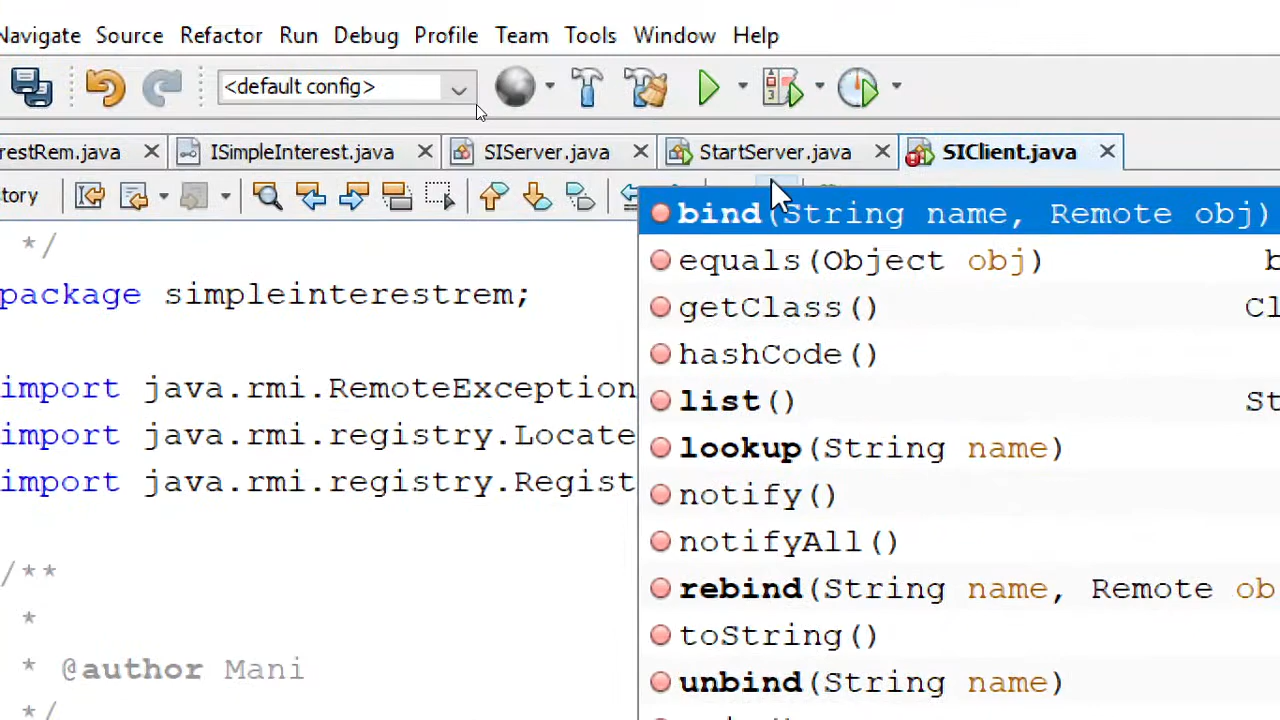 Navigate Source Refactor Run Debug Profile Team Tools Window Help
<default config>
restRem.java ISimpleInterest.java SIServer.java StartServer.java SIClient.java
tory
*/
package simpleinterestrem;
import java.rmi.RemoteException
import java.rmi.registry.Locate
import java.rmi.registry.Regist
/**
*
* @author Mani
*/
bind(String name, Remote obj)
equals(Object obj) b
getClass() Cl
hashCode()
list() St
lookup(String name)
notify()
notifyAll()
rebind(String name, Remote ob
toString()
unbind(String name)